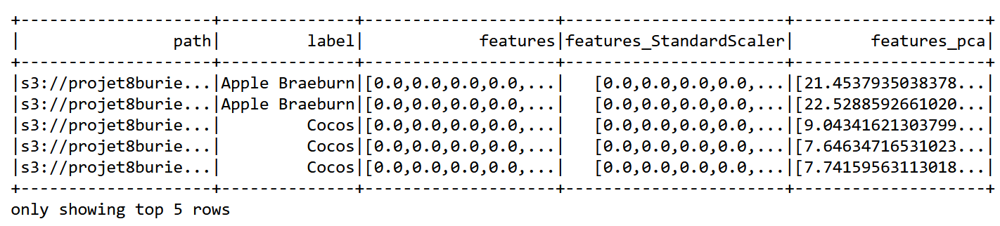 +--------------------+--------------+--------------------+-----------------------+--------------------+
|                path|         label|            features|features_StandardScaler|        features_pca|
+--------------------+--------------+--------------------+-----------------------+--------------------+
|s3://projet8burie...|Apple Braeburn|[0.0,0.0,0.0,0.0,...|   [0.0,0.0,0.0,0.0,...|[21.4537935038378...|
|s3://projet8burie...|Apple Braeburn|[0.0,0.0,0.0,0.0,...|   [0.0,0.0,0.0,0.0,...|[22.5288592661020...|
|s3://projet8burie...|         Cocos|[0.0,0.0,0.0,0.0,...|   [0.0,0.0,0.0,0.0,...|[9.04341621303799...|
|s3://projet8burie...|         Cocos|[0.0,0.0,0.0,0.0,...|   [0.0,0.0,0.0,0.0,...|[7.64634716531023...|
|s3://projet8burie...|         Cocos|[0.0,0.0,0.0,0.0,...|   [0.0,0.0,0.0,0.0,...|[7.74159563113018...|
+--------------------+--------------+--------------------+-----------------------+--------------------+
only showing top 5 rows